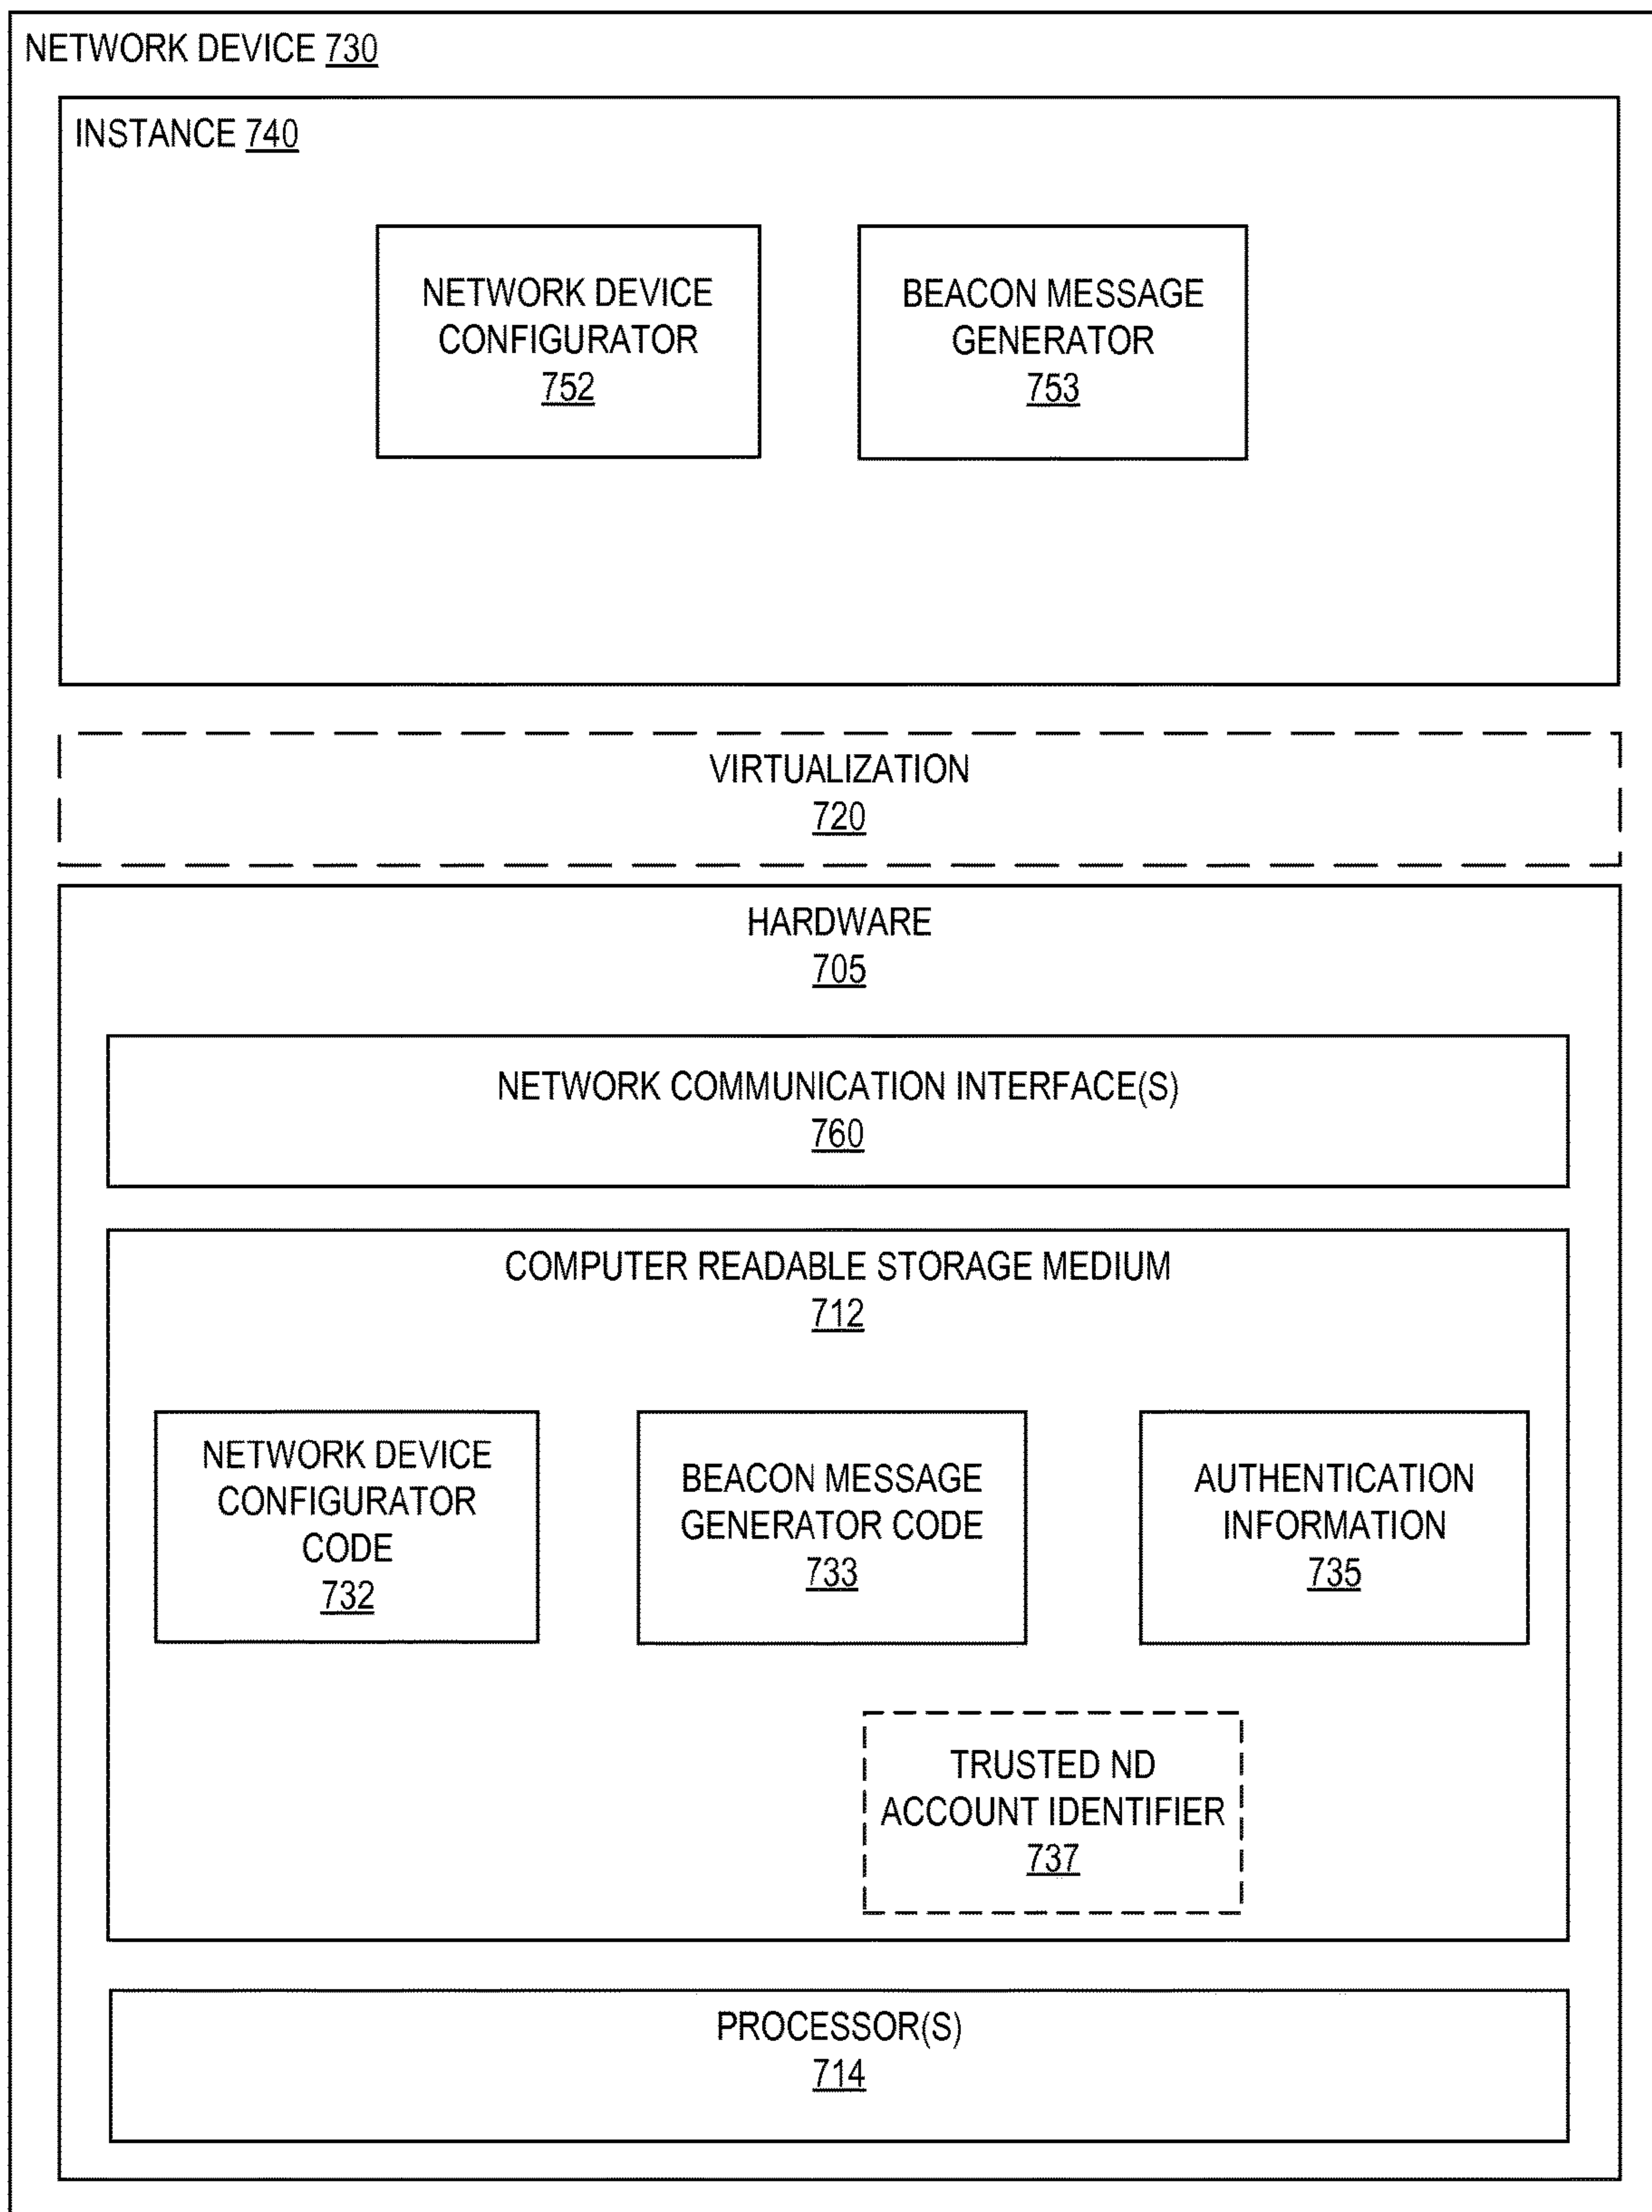 NETWORK DEVICE 730
INSTANCE 740
NETWORK DEVICE
CONFIGURATOR
752
BEACON MESSAGE
GENERATOR
753
VIRTUALIZATION
720
HARDWARE
705
NETWORK COMMUNICATION INTERFACE(S)
760
COMPUTER READABLE STORAGE MEDIUM
712
NETWORK DEVICE
CONFIGURATOR
CODE
732
BEACON MESSAGE
GENERATOR CODE
733
AUTHENTICATION
INFORMATION
735
TRUSTED ND
ACCOUNT IDENTIFIER
737
PROCESSOR(S)
714